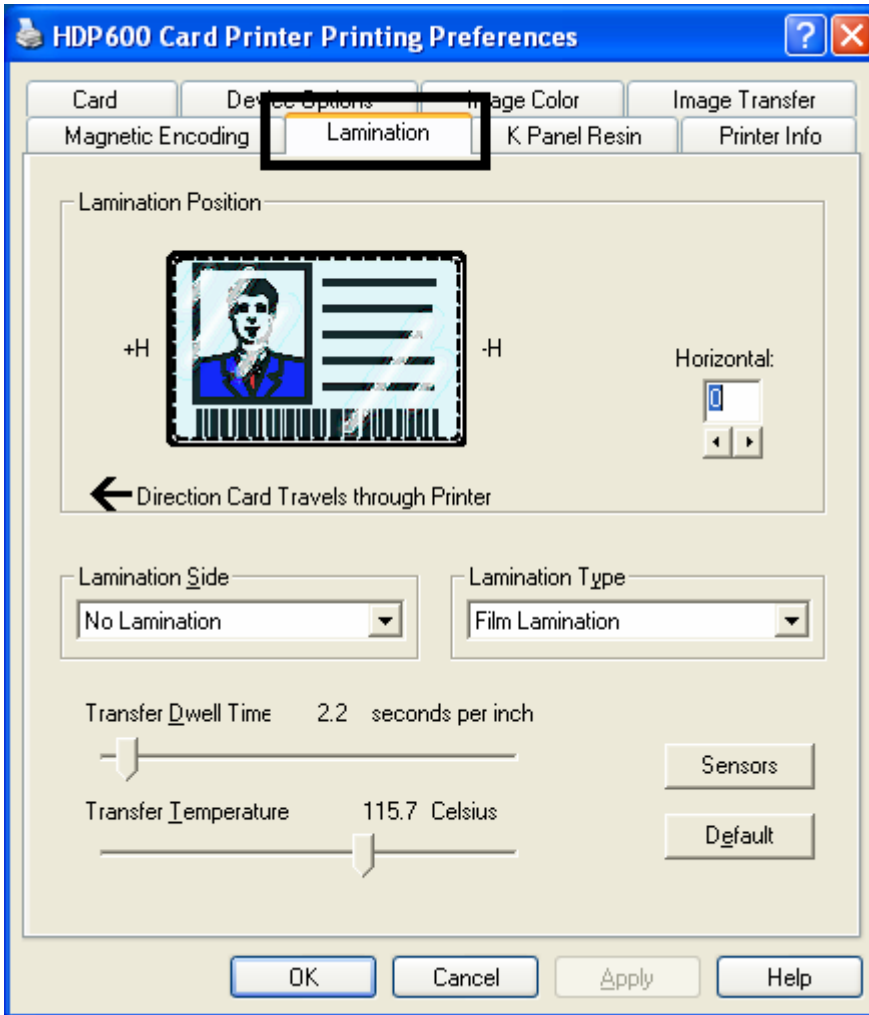 HDP600 Card Printer Printing Preferences
Card Device Options Image Color Image Transfer
Magnetic Encoding Lamination K Panel Resin Printer Info
Lamination Position
+H -H
Horizontal:
0
Direction Card Travels through Printer
Lamination Side Lamination Type
No Lamination Film Lamination
Transfer Dwell Time 2.2 seconds per inch
Sensors
Transfer Temperature 115.7 Celsius
Default
OK Cancel Apply Help